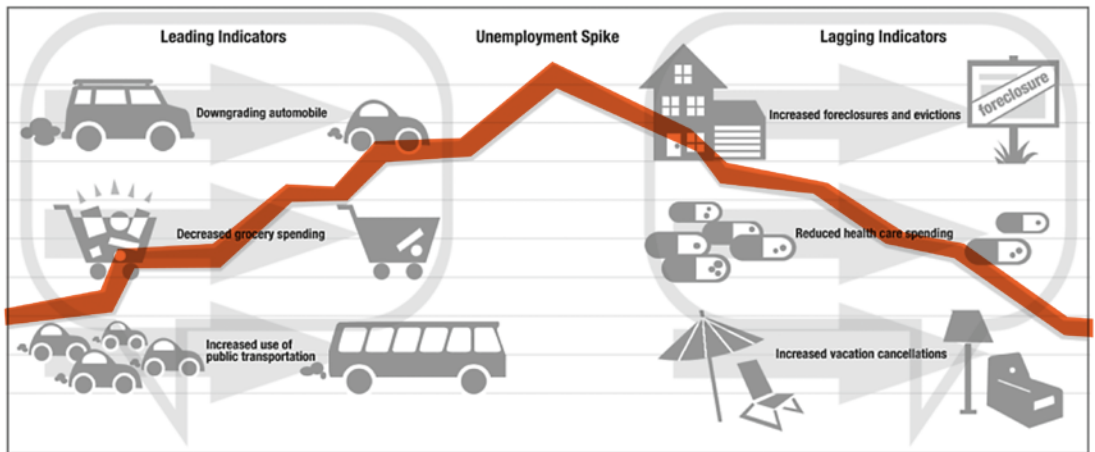 Leading Indicators
Unemployment Spike
Lagging Indicators
Downgrading automobile
Increased foreclosures and evictions
foreclosure
Decreased grocery spending
Reduced health care spending
Increased use of
public transportation
Increased vacation cancellations